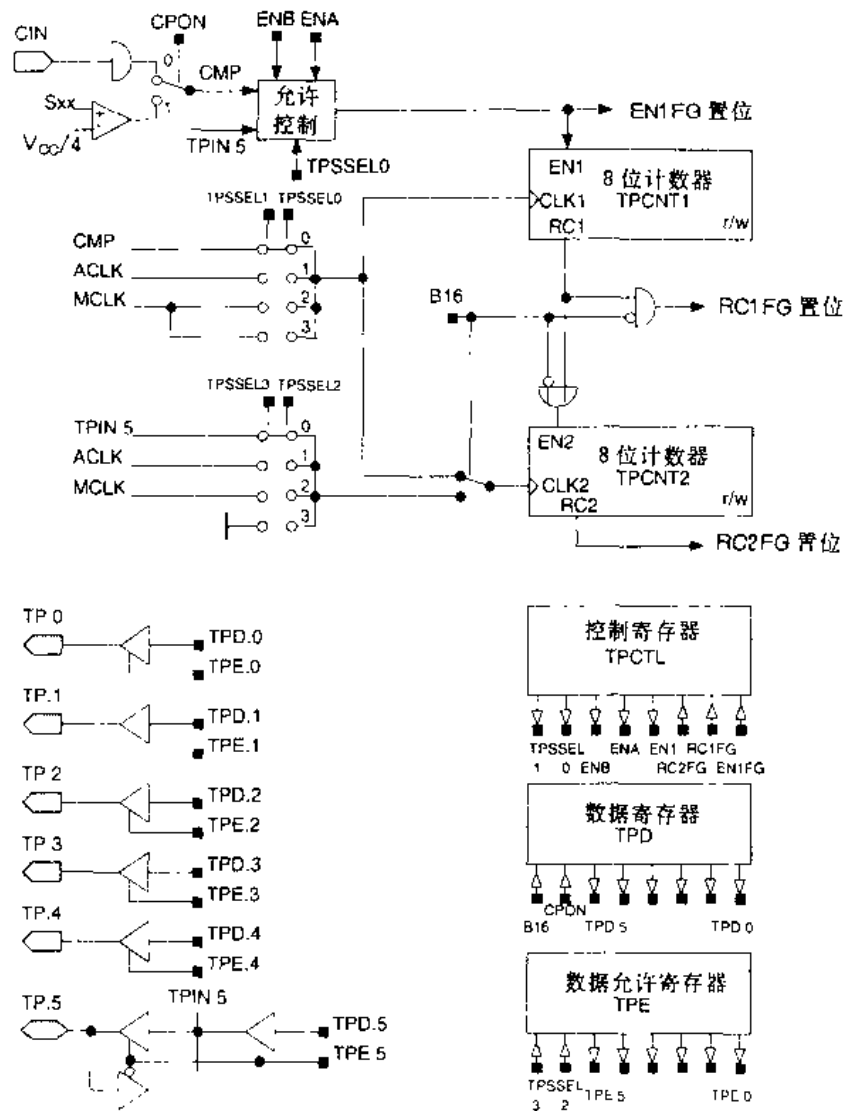 CIN
CPON
ENB ENA
0
CMP
1
Sxx
VCC/4
TPIN 5
允许
控制
TPSSEL0
EN1FG 置位
EN1
8 位计数器
TPCNT1
CLK1
RC1
r/w
TPSSEL1 TPSSEL0
CMP 0
ACLK 1
MCLK 2
3
B16
RC1FG 置位
TPSSEL3 TPSSEL2
TPIN 5 0
ACLK 1
MCLK 2
3
EN2
8 位计数器
TPCNT2
CLK2
RC2
r/w
RC2FG 置位
TP 0
TPD.0
TPE.0
TP.1
TPD.1
TPE.1
TP 2
TPD.2
TPE.2
TP 3
TPD.3
TPE.3
TP.4
TPD.4
TPE.4
TP.5
TPIN 5
TPD.5
TPE 5
控制寄存器
TPCTL
TPSSEL ENA EN1 RC1FG
1 0 ENB RC2FG EN1FG
数据寄存器
TPD
CPON
B16 TPD 5 TPD 0
数据允许寄存器
TPE
TPSSEL
3 2 TPE 5 TPE 0